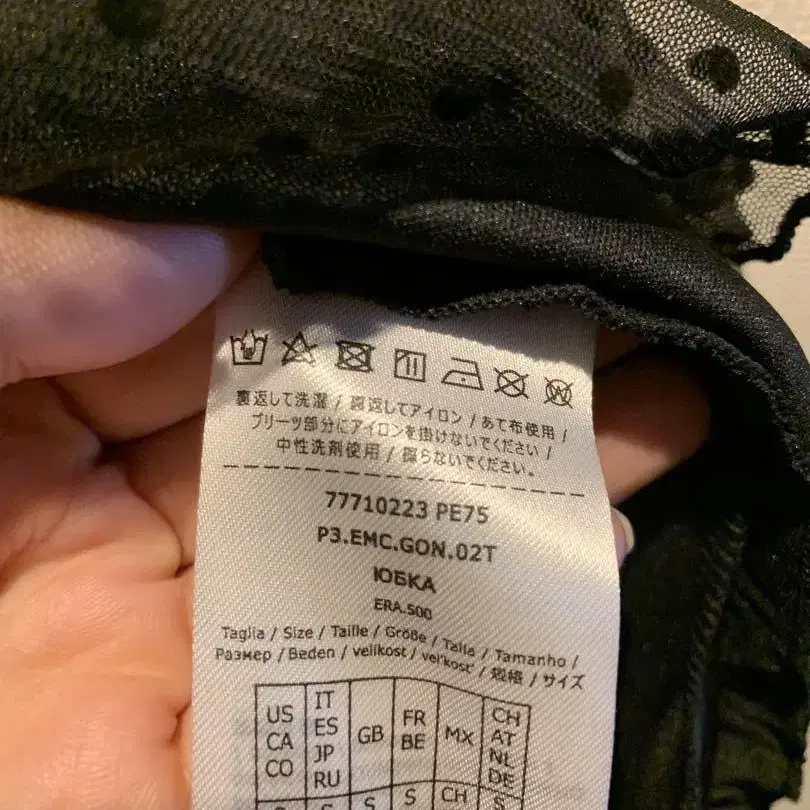 裏返して洗濯 / 裏返してアイロン / あて布使用 /
プリーツ部分にアイロンを掛けないでください /
中性洗剤使用 / 擦らないでください。
77710223 PE75
P3.EMC.GON.02T
ЮБКА
ERA.500
Taglia / Size / Taille / Größe / Talla / Tamanho /
Размер / Beden / velikost / veľkosť / 規格 / サイズ
US CA CO
IT ES JP RU
GB
FR BE
MX
CH AT NL DE
S S S CH S